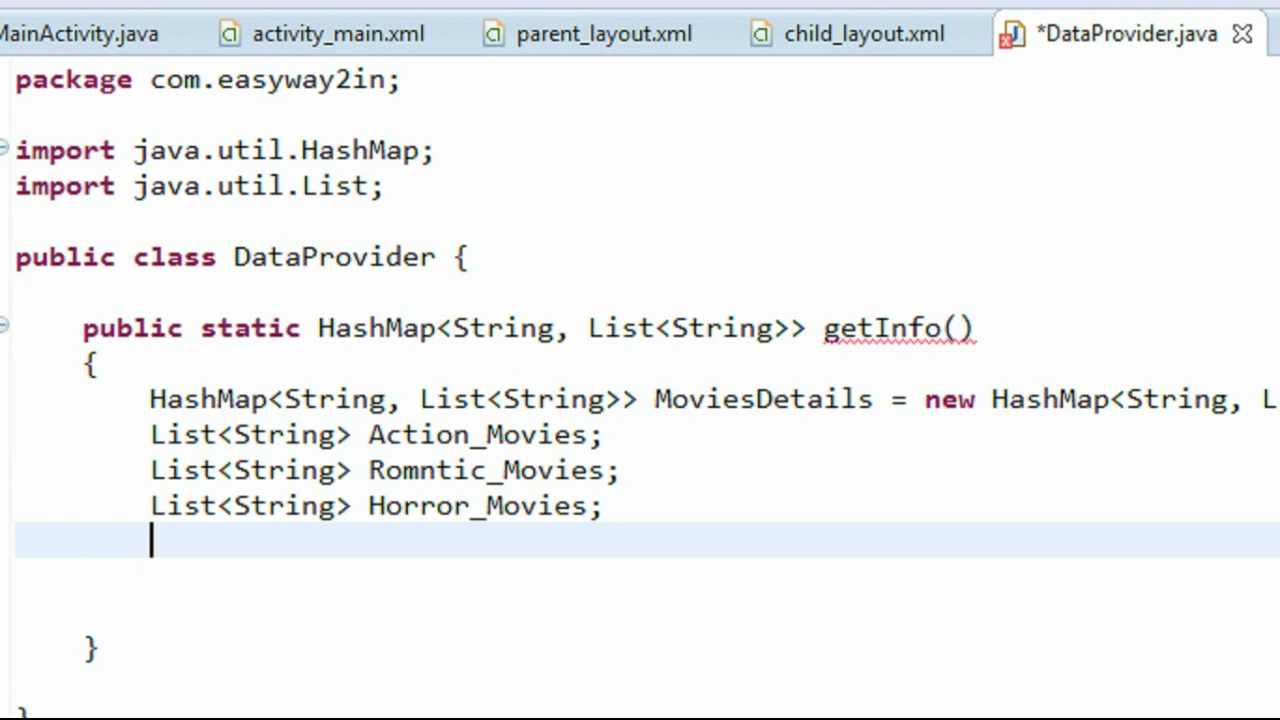 MainActivity.java activity_main.xml parent_layout.xml child_layout.xml *DataProvider.java
package com.easyway2in;
import java.util.HashMap;
import java.util.List;
public class DataProvider {
public static HashMap<String, List<String>> getInfo()
{
HashMap<String, List<String>> MoviesDetails = new HashMap<String, L
List<String> Action_Movies;
List<String> Romntic_Movies;
List<String> Horror_Movies;
}
}